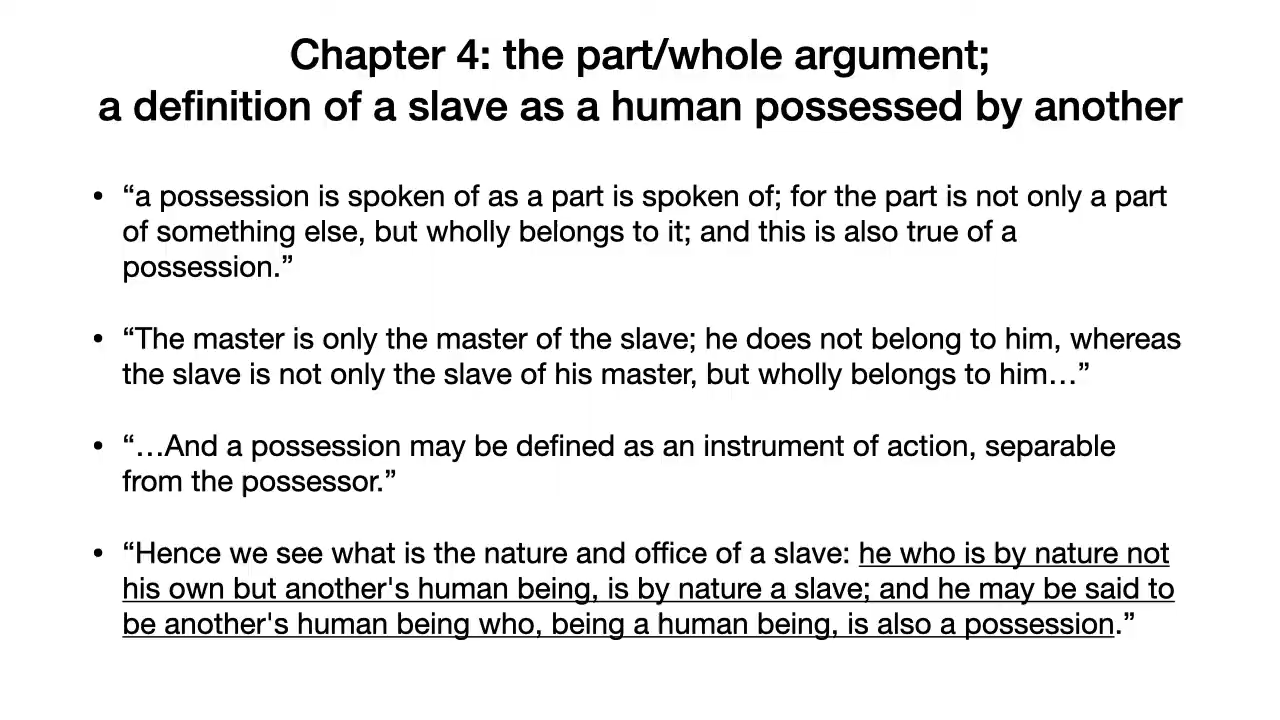 Chapter 4: the part/whole argument;
a definition of a slave as a human possessed by another
• “a possession is spoken of as a part is spoken of; for the part is not only a part
of something else, but wholly belongs to it; and this is also true of a
possession.”
• “The master is only the master of the slave; he does not belong to him, whereas
the slave is not only the slave of his master, but wholly belongs to him…”
• “…And a possession may be defined as an instrument of action, separable
from the possessor.”
• “Hence we see what is the nature and office of a slave: he who is by nature not
his own but another's human being, is by nature a slave; and he may be said to
be another's human being who, being a human being, is also a possession.”